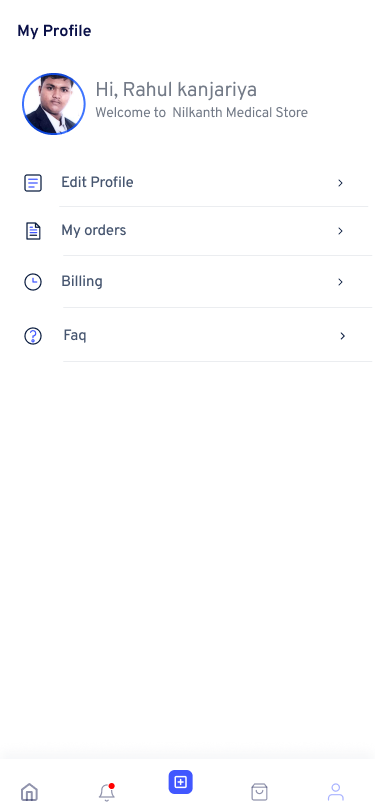 My Profile
Hi, Rahul kanjariya
Welcome to  Nilkanth Medical Store
Edit Profile
My orders
Billing
Faq